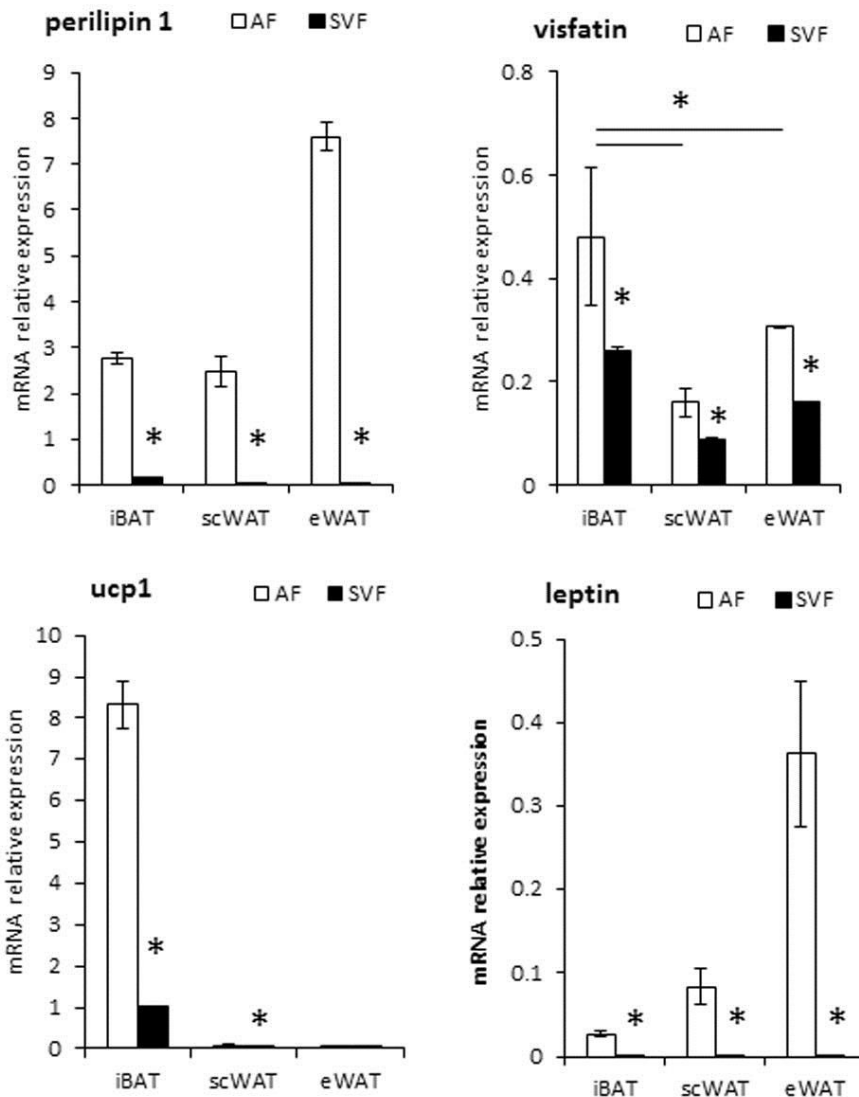 perilipin 1
AF SVF
9
8
7
6
5
4
3
2
1
0
mRNA relative expression
*
*
*
iBAT scWAT eWAT
visfatin
AF SVF
0.8
0.6
0.4
0.2
0
mRNA relative expression
*
*
*
*
iBAT scWAT eWAT
ucp1
AF SVF
10
9
8
7
6
5
4
3
2
1
0
mRNA relative expression
*
*
iBAT scWAT eWAT
leptin
AF SVF
0.5
0.4
0.3
0.2
0.1
0
mRNA relative expression
*
*
*
iBAT scWAT eWAT